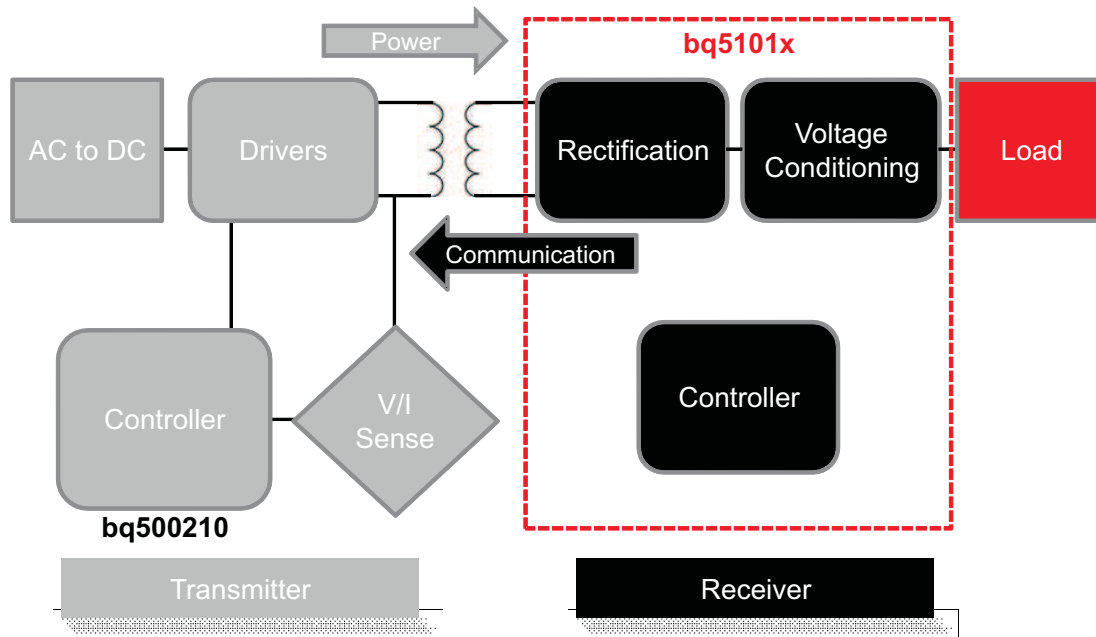 Power
bq5101x
AC to DC
Drivers
Rectification
Voltage
Conditioning
Load
Communication
Controller
V/I
Sense
Controller
bq500210
Transmitter
Receiver